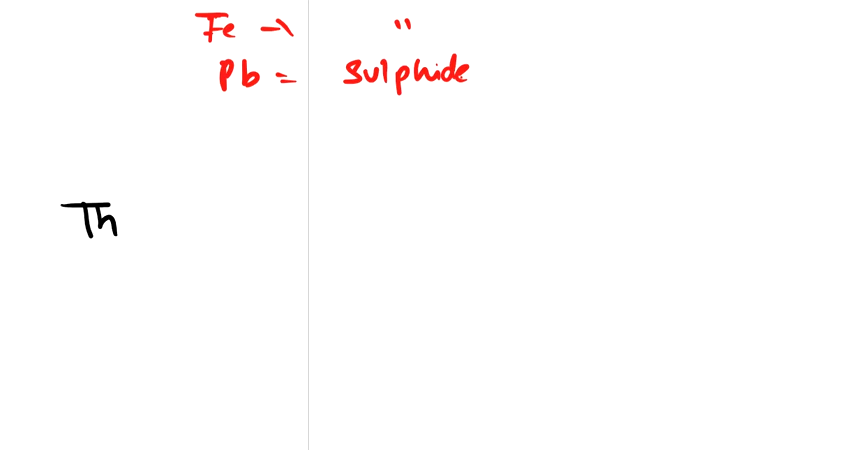 Fe → "
Pb = Sulphide
Th